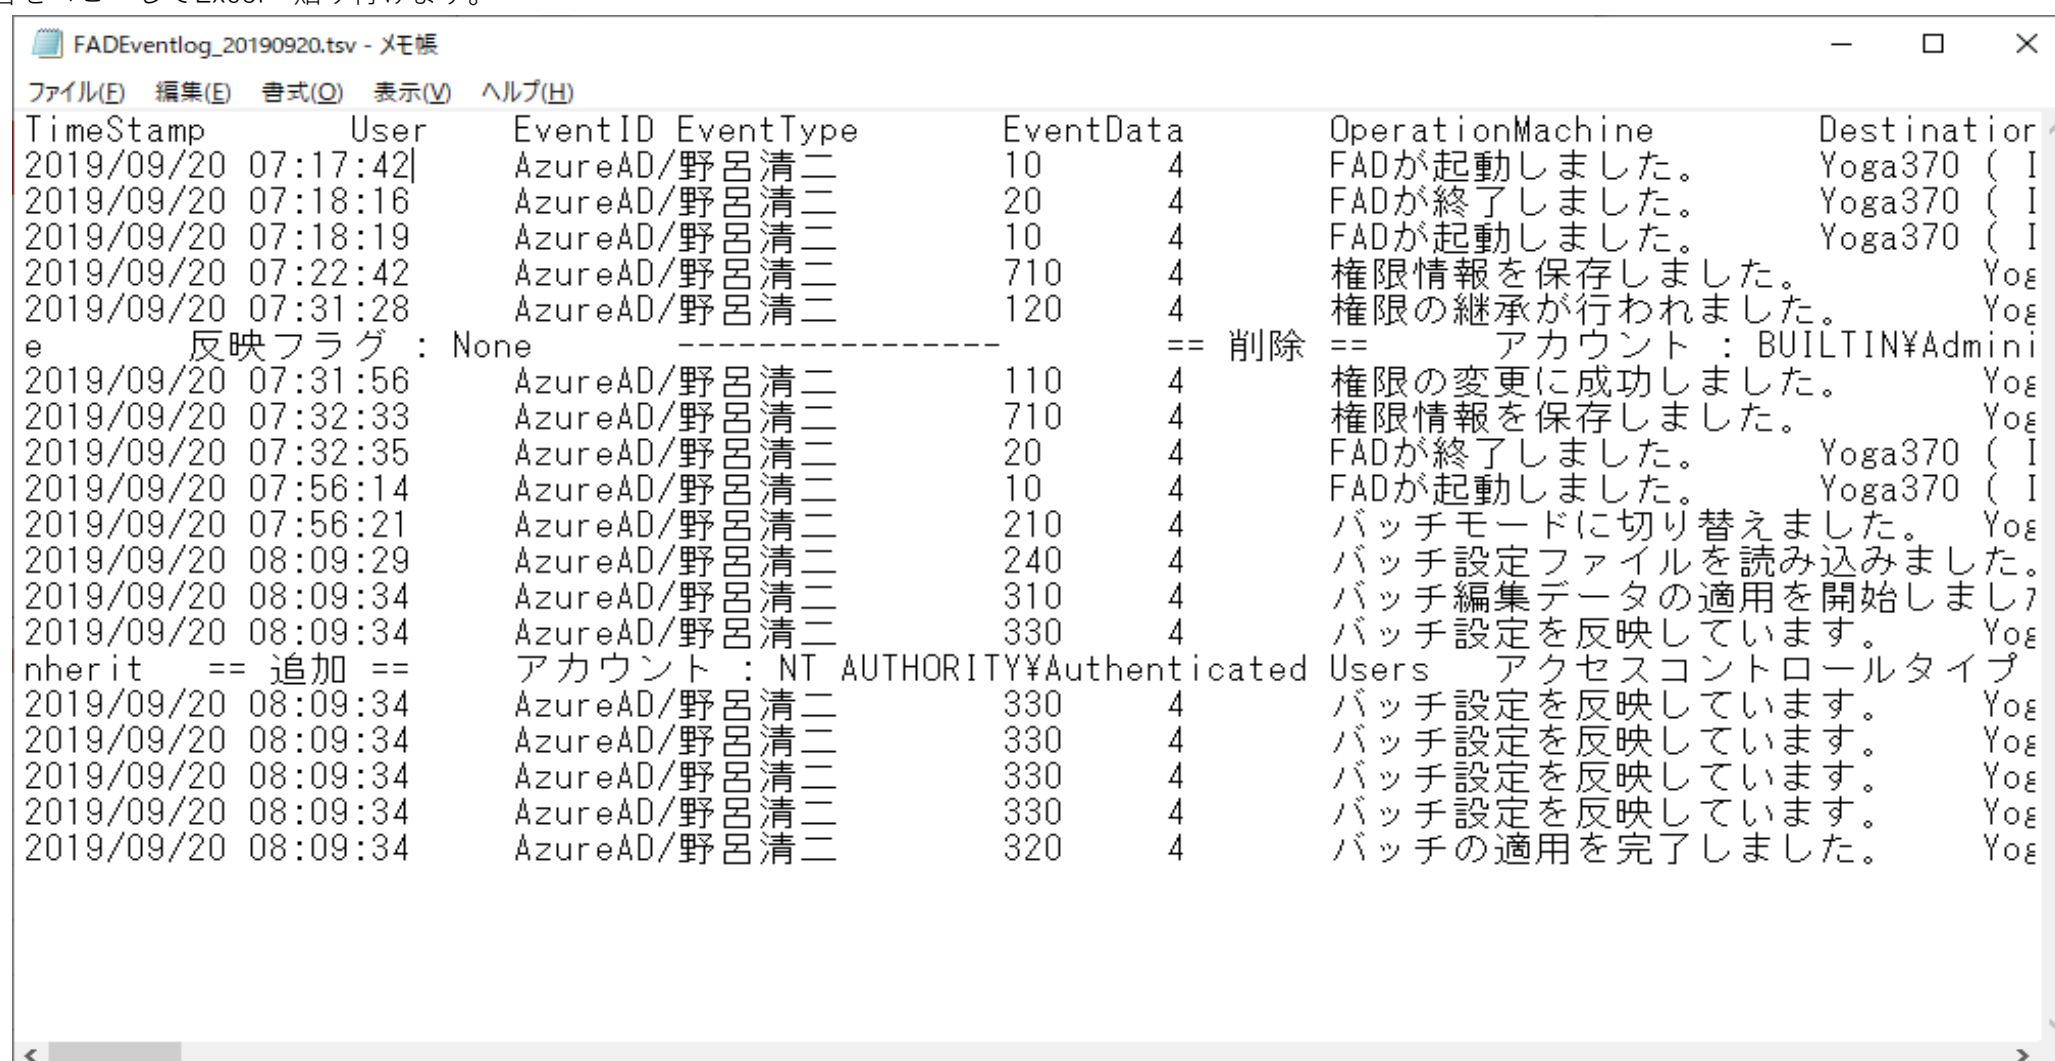 FADEventlog_20190920.tsv - メモ帳
ファイル(F) 編集(E) 書式(O) 表示(V) ヘルプ(H)
TimeStamp User EventID EventType EventData OperationMachine Destination
2019/09/20 07:17:42 AzureAD/野呂清二 10 4 FADが起動しました。 Yoga370 ( I
2019/09/20 07:18:16 AzureAD/野呂清二 20 4 FADが終了しました。 Yoga370 ( I
2019/09/20 07:18:19 AzureAD/野呂清二 10 4 FADが起動しました。 Yoga370 ( I
2019/09/20 07:22:42 AzureAD/野呂清二 710 4 権限情報を保存しました。 Yog
2019/09/20 07:31:28 AzureAD/野呂清二 120 4 権限の継承が行われました。 Yog
e 反映フラグ : None ---------------- == 削除 == アカウント : BUILTIN¥Admini
2019/09/20 07:31:56 AzureAD/野呂清二 110 4 権限の変更に成功しました。 Yog
2019/09/20 07:32:33 AzureAD/野呂清二 710 4 権限情報を保存しました。 Yog
2019/09/20 07:32:35 AzureAD/野呂清二 20 4 FADが終了しました。 Yoga370 ( I
2019/09/20 07:56:14 AzureAD/野呂清二 10 4 FADが起動しました。 Yoga370 ( I
2019/09/20 07:56:21 AzureAD/野呂清二 210 4 バッチモードに切り替えました。 Yog
2019/09/20 08:09:29 AzureAD/野呂清二 240 4 バッチ設定ファイルを読み込みました。
2019/09/20 08:09:34 AzureAD/野呂清二 310 4 バッチ編集データの適用を開始しまし
2019/09/20 08:09:34 AzureAD/野呂清二 330 4 バッチ設定を反映しています。 Yog
nherit == 追加 == アカウント : NT AUTHORITY¥Authenticated Users アクセスコントロールタイプ
2019/09/20 08:09:34 AzureAD/野呂清二 330 4 バッチ設定を反映しています。 Yog
2019/09/20 08:09:34 AzureAD/野呂清二 330 4 バッチ設定を反映しています。 Yog
2019/09/20 08:09:34 AzureAD/野呂清二 330 4 バッチ設定を反映しています。 Yog
2019/09/20 08:09:34 AzureAD/野呂清二 330 4 バッチ設定を反映しています。 Yog
2019/09/20 08:09:34 AzureAD/野呂清二 320 4 バッチの適用を完了しました。 Yog